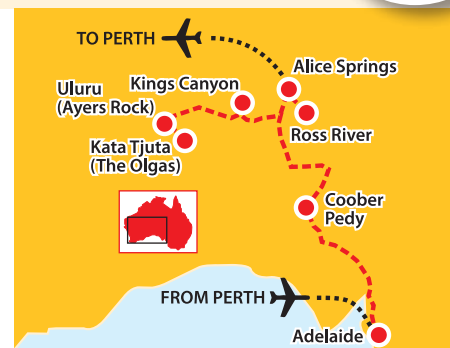 TO PERTH
Alice Springs
Kings Canyon
Uluru
(Ayers Rock)
Ross River
Kata Tjuta
(The Olgas)
Coober
Pedy
FROM PERTH
Adelaide